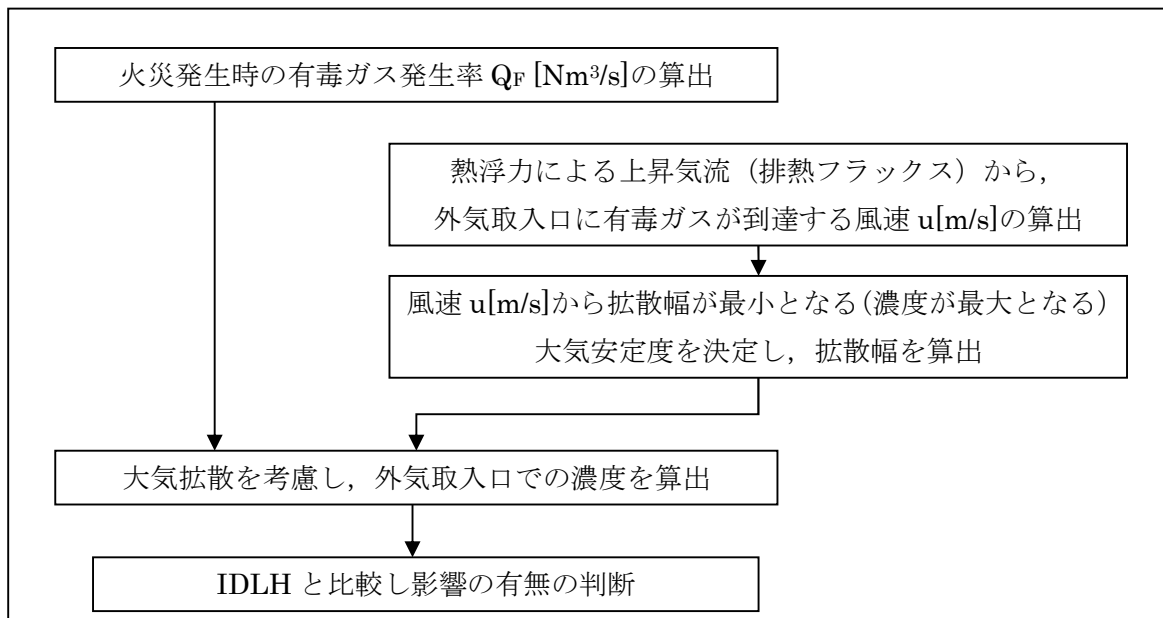 火災発生時の有毒ガス発生率 QF [Nm³/s]の算出
熱浮力による上昇気流（排熱フラックス）から，
外気取入口に有毒ガスが到達する風速 u[m/s]の算出
風速 u[m/s]から拡散幅が最小となる（濃度が最大となる）
大気安定度を決定し，拡散幅を算出
大気拡散を考慮し，外気取入口での濃度を算出
IDLH と比較し影響の有無の判断